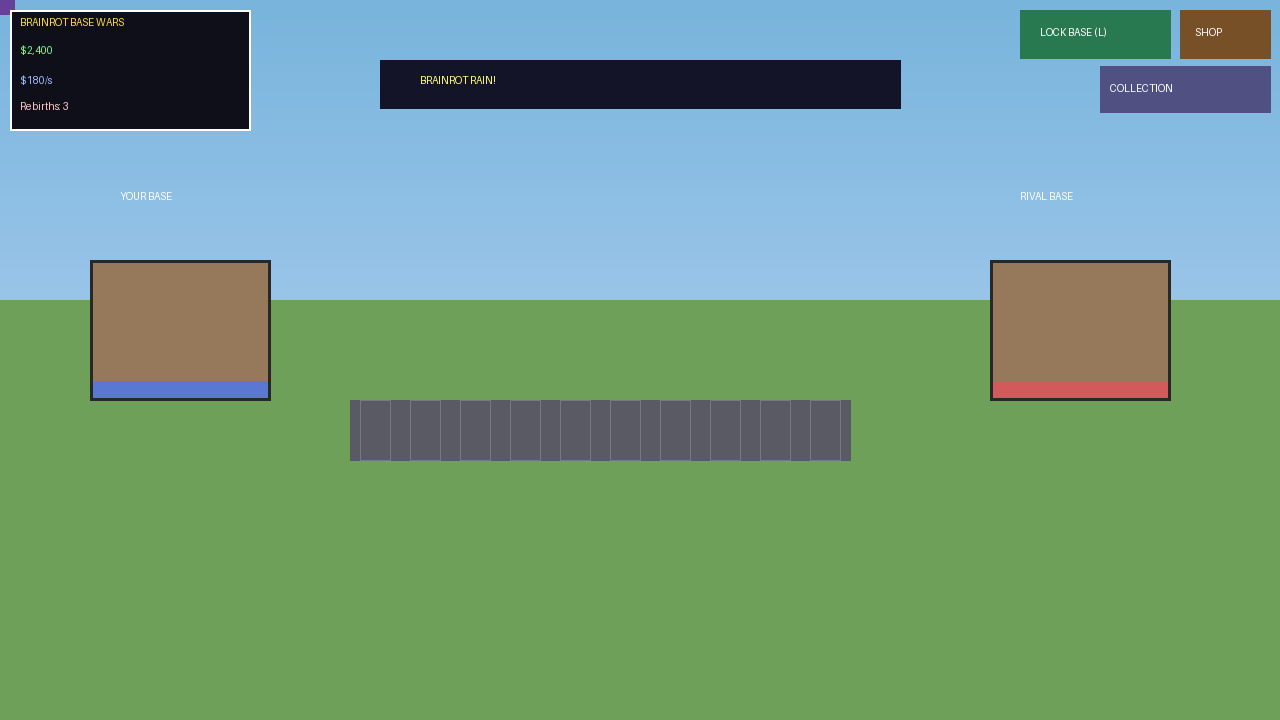 BRAINROT BASE WARS
$2,400
$180/s
Rebirths: 3
BRAINROT RAIN!
LOCK BASE (L)
SHOP
COLLECTION
YOUR BASE
RIVAL BASE